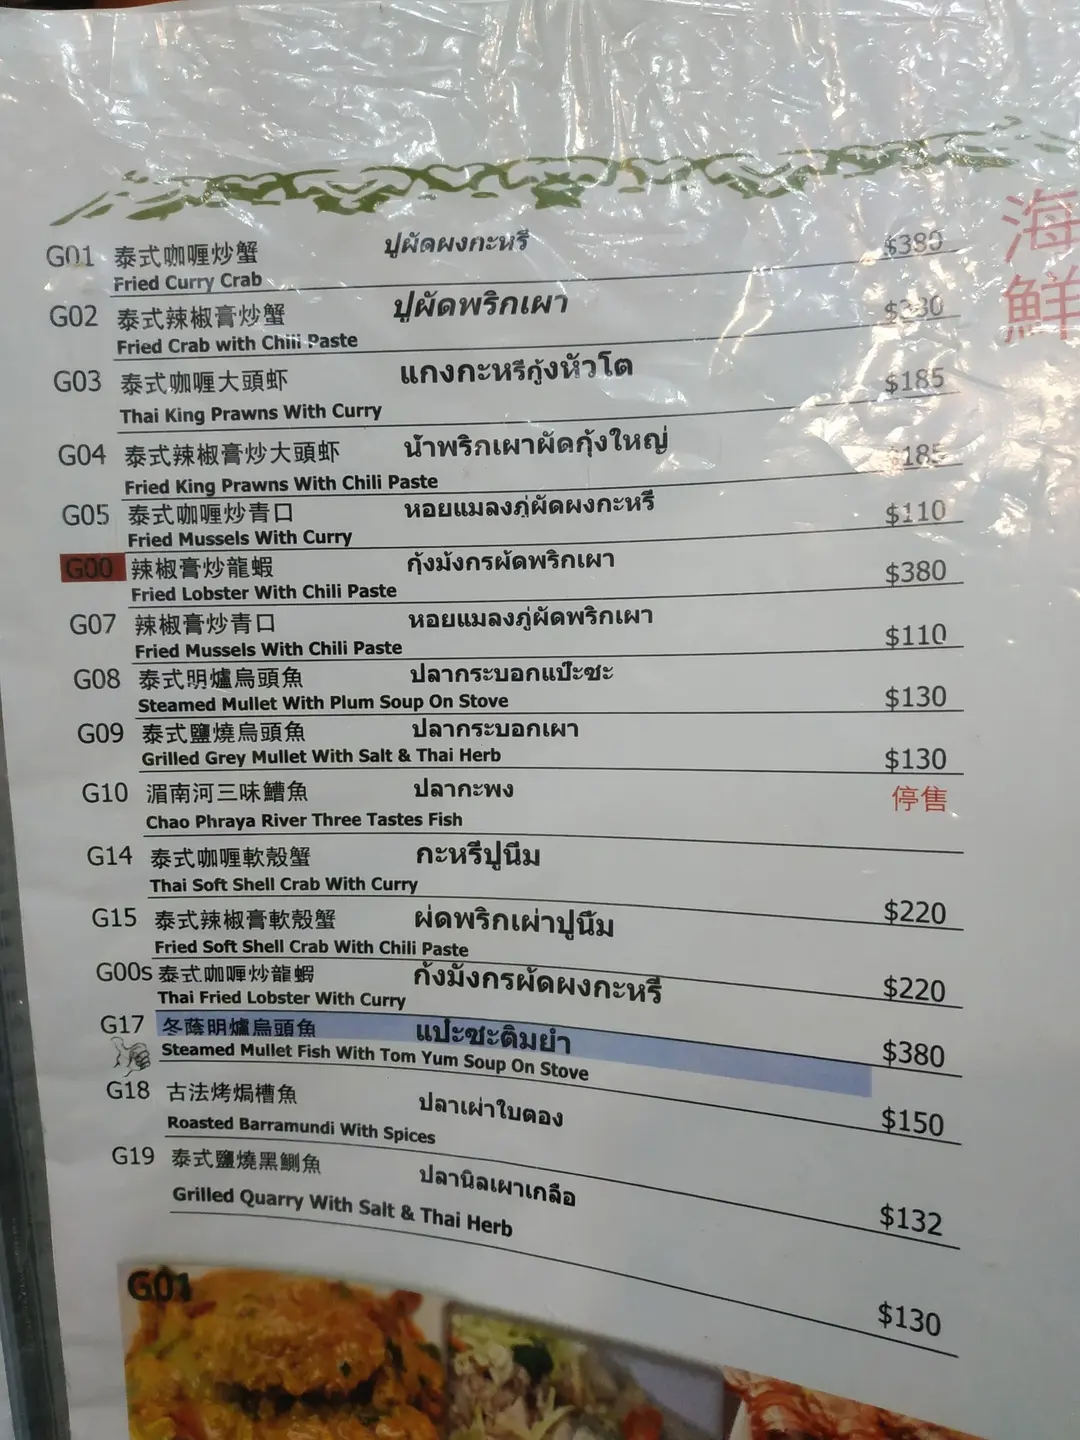 海鮮
G01 泰式咖喱炒蟹 ปูผัดผงกะหรี่ $380
Fried Curry Crab
G02 泰式辣椒膏炒蟹 ปูผัดพริกเผา
Fried Crab with Chili Paste
G03 泰式咖喱大頭虾 แกงกะหรี่กุ้งหัวโต $185
Thai King Prawns With Curry
G04 泰式辣椒膏炒大頭虾 น้ำพริกเผาผัดกุ้งใหญ่ $185
Fried King Prawns With Chili Paste
G05 泰式咖喱炒青口 หอยแมลงภู่ผัดผงกะหรี่ $110
Fried Mussels With Curry
G00 辣椒膏炒龍蝦 กุ้งมังกรผัดพริกเผา $380
Fried Lobster With Chili Paste
G07 辣椒膏炒青口 หอยแมลงภู่ผัดพริกเผา $110
Fried Mussels With Chili Paste
G08 泰式明爐烏頭魚 ปลากระบอกแป๊ะซะ $130
Steamed Mullet With Plum Soup On Stove
G09 泰式鹽燒烏頭魚 ปลากระบอกเผา $130
Grilled Grey Mullet With Salt & Thai Herb
G10 湄南河三味鰽魚 ปลากะพง 停售
Chao Phraya River Three Tastes Fish
G14 泰式咖喱軟殼蟹 กะหรี่ปูนิ่ม $220
Thai Soft Shell Crab With Curry
G15 泰式辣椒膏軟殼蟹 ผ่ดพริกเผ่าปูนิ่ม $220
Fried Soft Shell Crab With Chili Paste
G00s 泰式咖喱炒龍蝦 กั้งมังกรผัดผงกะหรี่ $380
Thai Fried Lobster With Curry
G17 冬蔭明爐烏頭魚 แป๊ะซะติมยำ $150
Steamed Mullet Fish With Tom Yum Soup On Stove
G18 古法烤焗槽魚 ปลาเผ่าใบตอง $132
Roasted Barramundi With Spices
G19 泰式鹽燒黑鰂魚 ปลานิลเผาเกลือ $130
Grilled Quarry With Salt & Thai Herb
G01